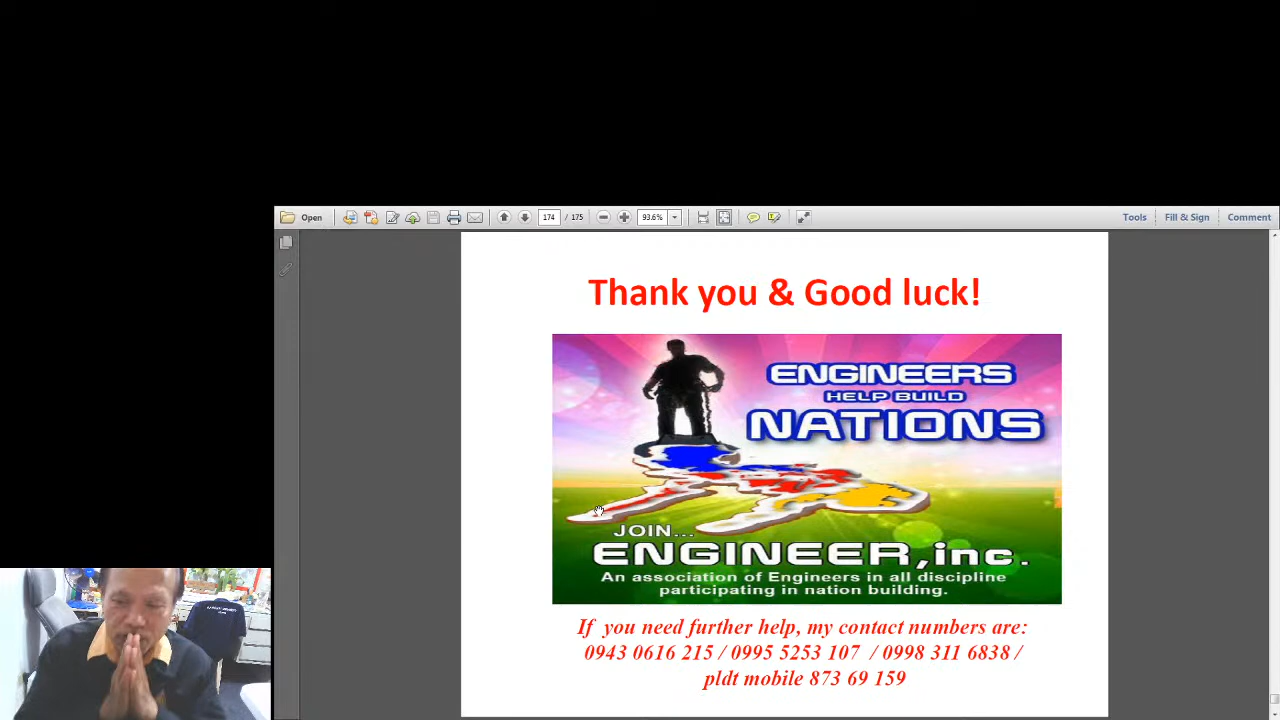 Open
174 / 175
93.6%
Tools
Fill & Sign
Comment
Thank you & Good luck!
ENGINEERS
HELP BUILD
NATIONS
JOIN...
ENGINEER,inc.
An association of Engineers in all discipline
participating in nation building.
If you need further help, my contact numbers are:
0943 0616 215 / 0995 5253 107 / 0998 311 6838 /
pldt mobile 873 69 159